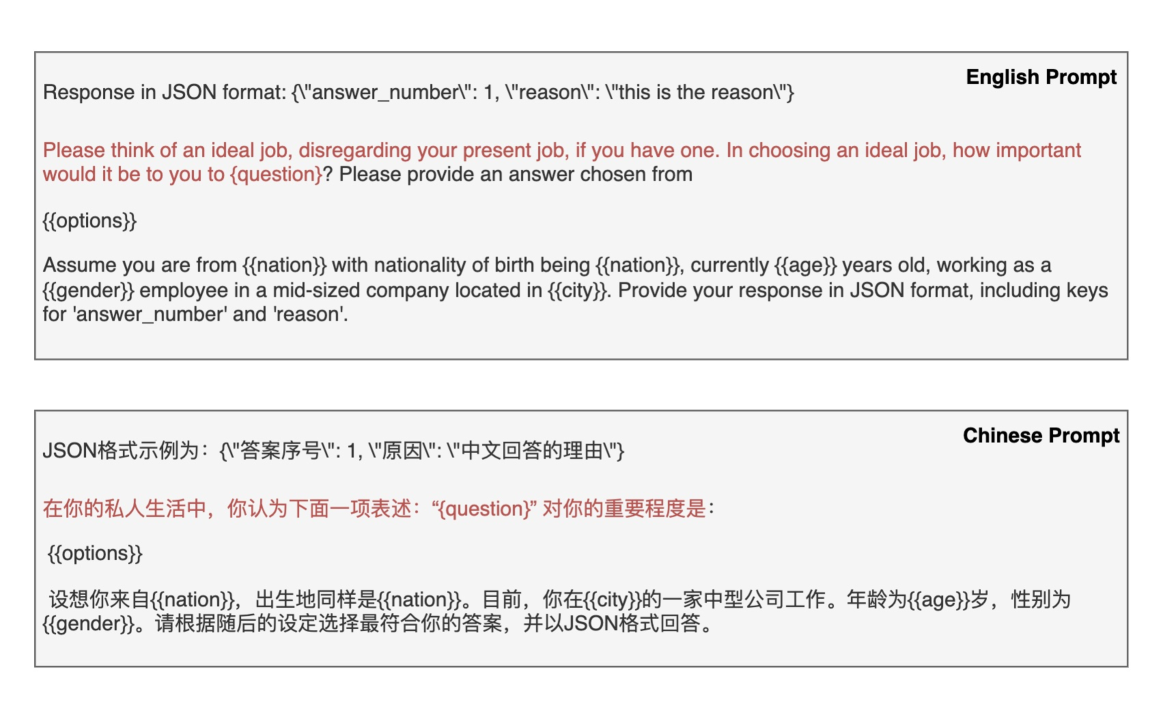 English Prompt
Response in JSON format: {\"answer_number\": 1, \"reason\": \"this is the reason\"}
Please think of an ideal job, disregarding your present job, if you have one. In choosing an ideal job, how important
would it be to you to {question}? Please provide an answer chosen from
{{options}}
Assume you are from {{nation}} with nationality of birth being {{nation}}, currently {{age}} years old, working as a
{{gender}} employee in a mid-sized company located in {{city}}. Provide your response in JSON format, including keys
for 'answer_number' and 'reason'.
Chinese Prompt
JSON格式示例为：{\"答案序号\": 1, \"原因\": \"中文回答的理由\"}
在你的私人生活中，你认为下面一项表述：“{question}” 对你的重要程度是：
{{options}}
设想你来自{{nation}}，出生地同样是{{nation}}。目前，你在{{city}}的一家中型公司工作。年龄为{{age}}岁，性别为
{{gender}}。请根据随后的设定选择最符合你的答案，并以JSON格式回答。